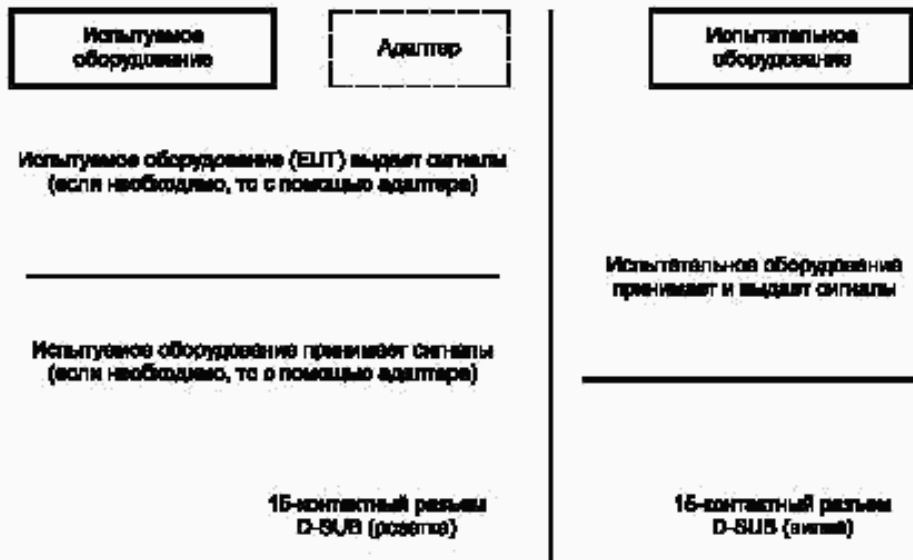 Испытуемое
оборудование
Адаптер
Испытательное
оборудование
Испытуемое оборудование (EUT) выдает сигналы
(если необходимо, то с помощью адаптера)
Испытательное оборудование
принимает и выдает сигналы
Испытуемое оборудование принимает сигналы
(если необходимо, то с помощью адаптера)
15-контактный разъем
D-SUB (розетка)
15-контактный разъем
D-SUB (вилка)